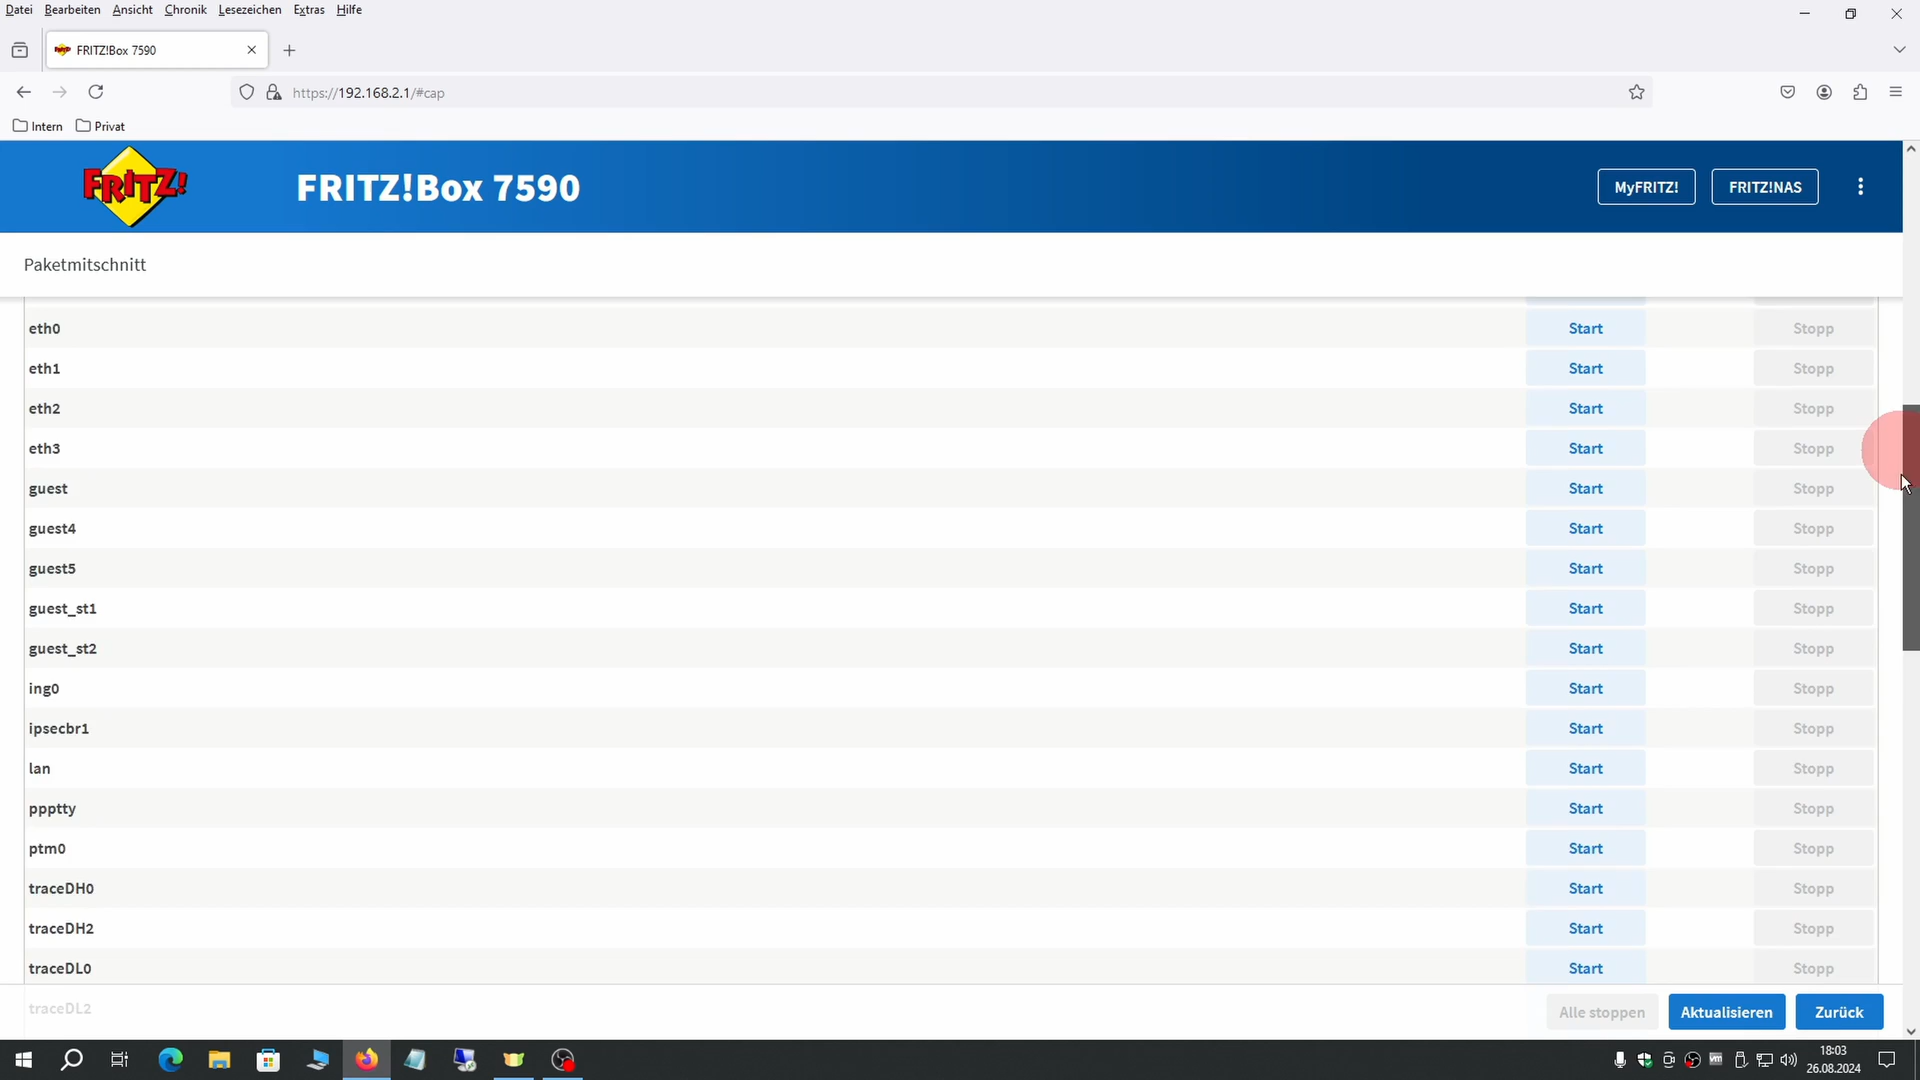 Datei Bearbeiten Ansicht Chronik Lesezeichen Extras Hilfe
FRITZ!Box 7590
https://192.168.2.1/#cap
Intern Privat
FRITZ! FRITZ!Box 7590 MyFRITZ! FRITZ!NAS
Paketmitschnitt
eth0 Start Stopp
eth1 Start Stopp
eth2 Start Stopp
eth3 Start Stopp
guest Start Stopp
guest4 Start Stopp
guest5 Start Stopp
guest_st1 Start Stopp
guest_st2 Start Stopp
ing0 Start Stopp
ipsecbr1 Start Stopp
lan Start Stopp
ppptty Start Stopp
ptm0 Start Stopp
traceDH0 Start Stopp
traceDH2 Start Stopp
traceDL0 Start Stopp
traceDL2 Alle stoppen Aktualisieren Zurück
18:03
26.08.2024